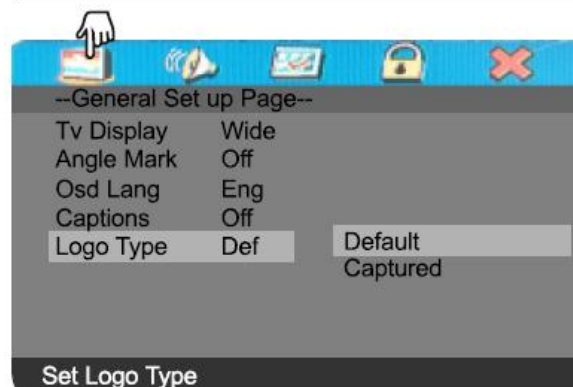 --General Set up Page--
Tv Display Wide
Angle Mark Off
Osd Lang Eng
Captions Off
Logo Type Def Default
Captured
Set Logo Type